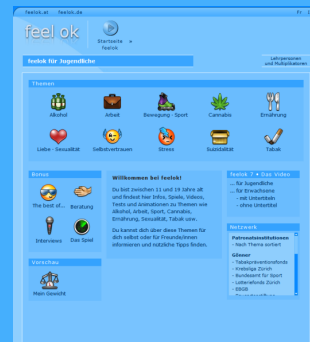 feelok.at feelok.de
Fr
feel ok
Startseite »
feelok
feelok für Jugendliche
Lehrpersonen
und Multiplikatoren
Themen
Alkohol
Arbeit
Bewegung - Sport
Cannabis
Ernährung
Liebe - Sexualität
Selbstvertrauen
Stress
Suizidalität
Tabak
Bonus
The best of...
Beratung
Interviews
Das Spiel
Vorschau
Mein Gewicht
Willkommen bei feelok!
Du bist zwischen 11 und 19 Jahre alt
und findest hier Infos, Spiele, Videos,
Tests und Animationen zu Themen wie
Alkohol, Arbeit, Sport, Cannabis,
Ernährung, Sexualität, Tabak usw.
Du kannst dich über diese Themen für
dich selbst oder für Freunde/innen
informieren und nützliche Tipps finden.
feelok 7 • Das Video
... für Jugendliche
... für Erwachsene
- mit Untertiteln
- ohne Untertitel
Netzwerk
Patronatsinstitutionen
- Nach Thema sortiert
Gönner
- Tabakpräventionsfonds
- Krebsliga Zürich
- Bundesamt für Sport
- Lotteriefonds Zürich
- EBGB